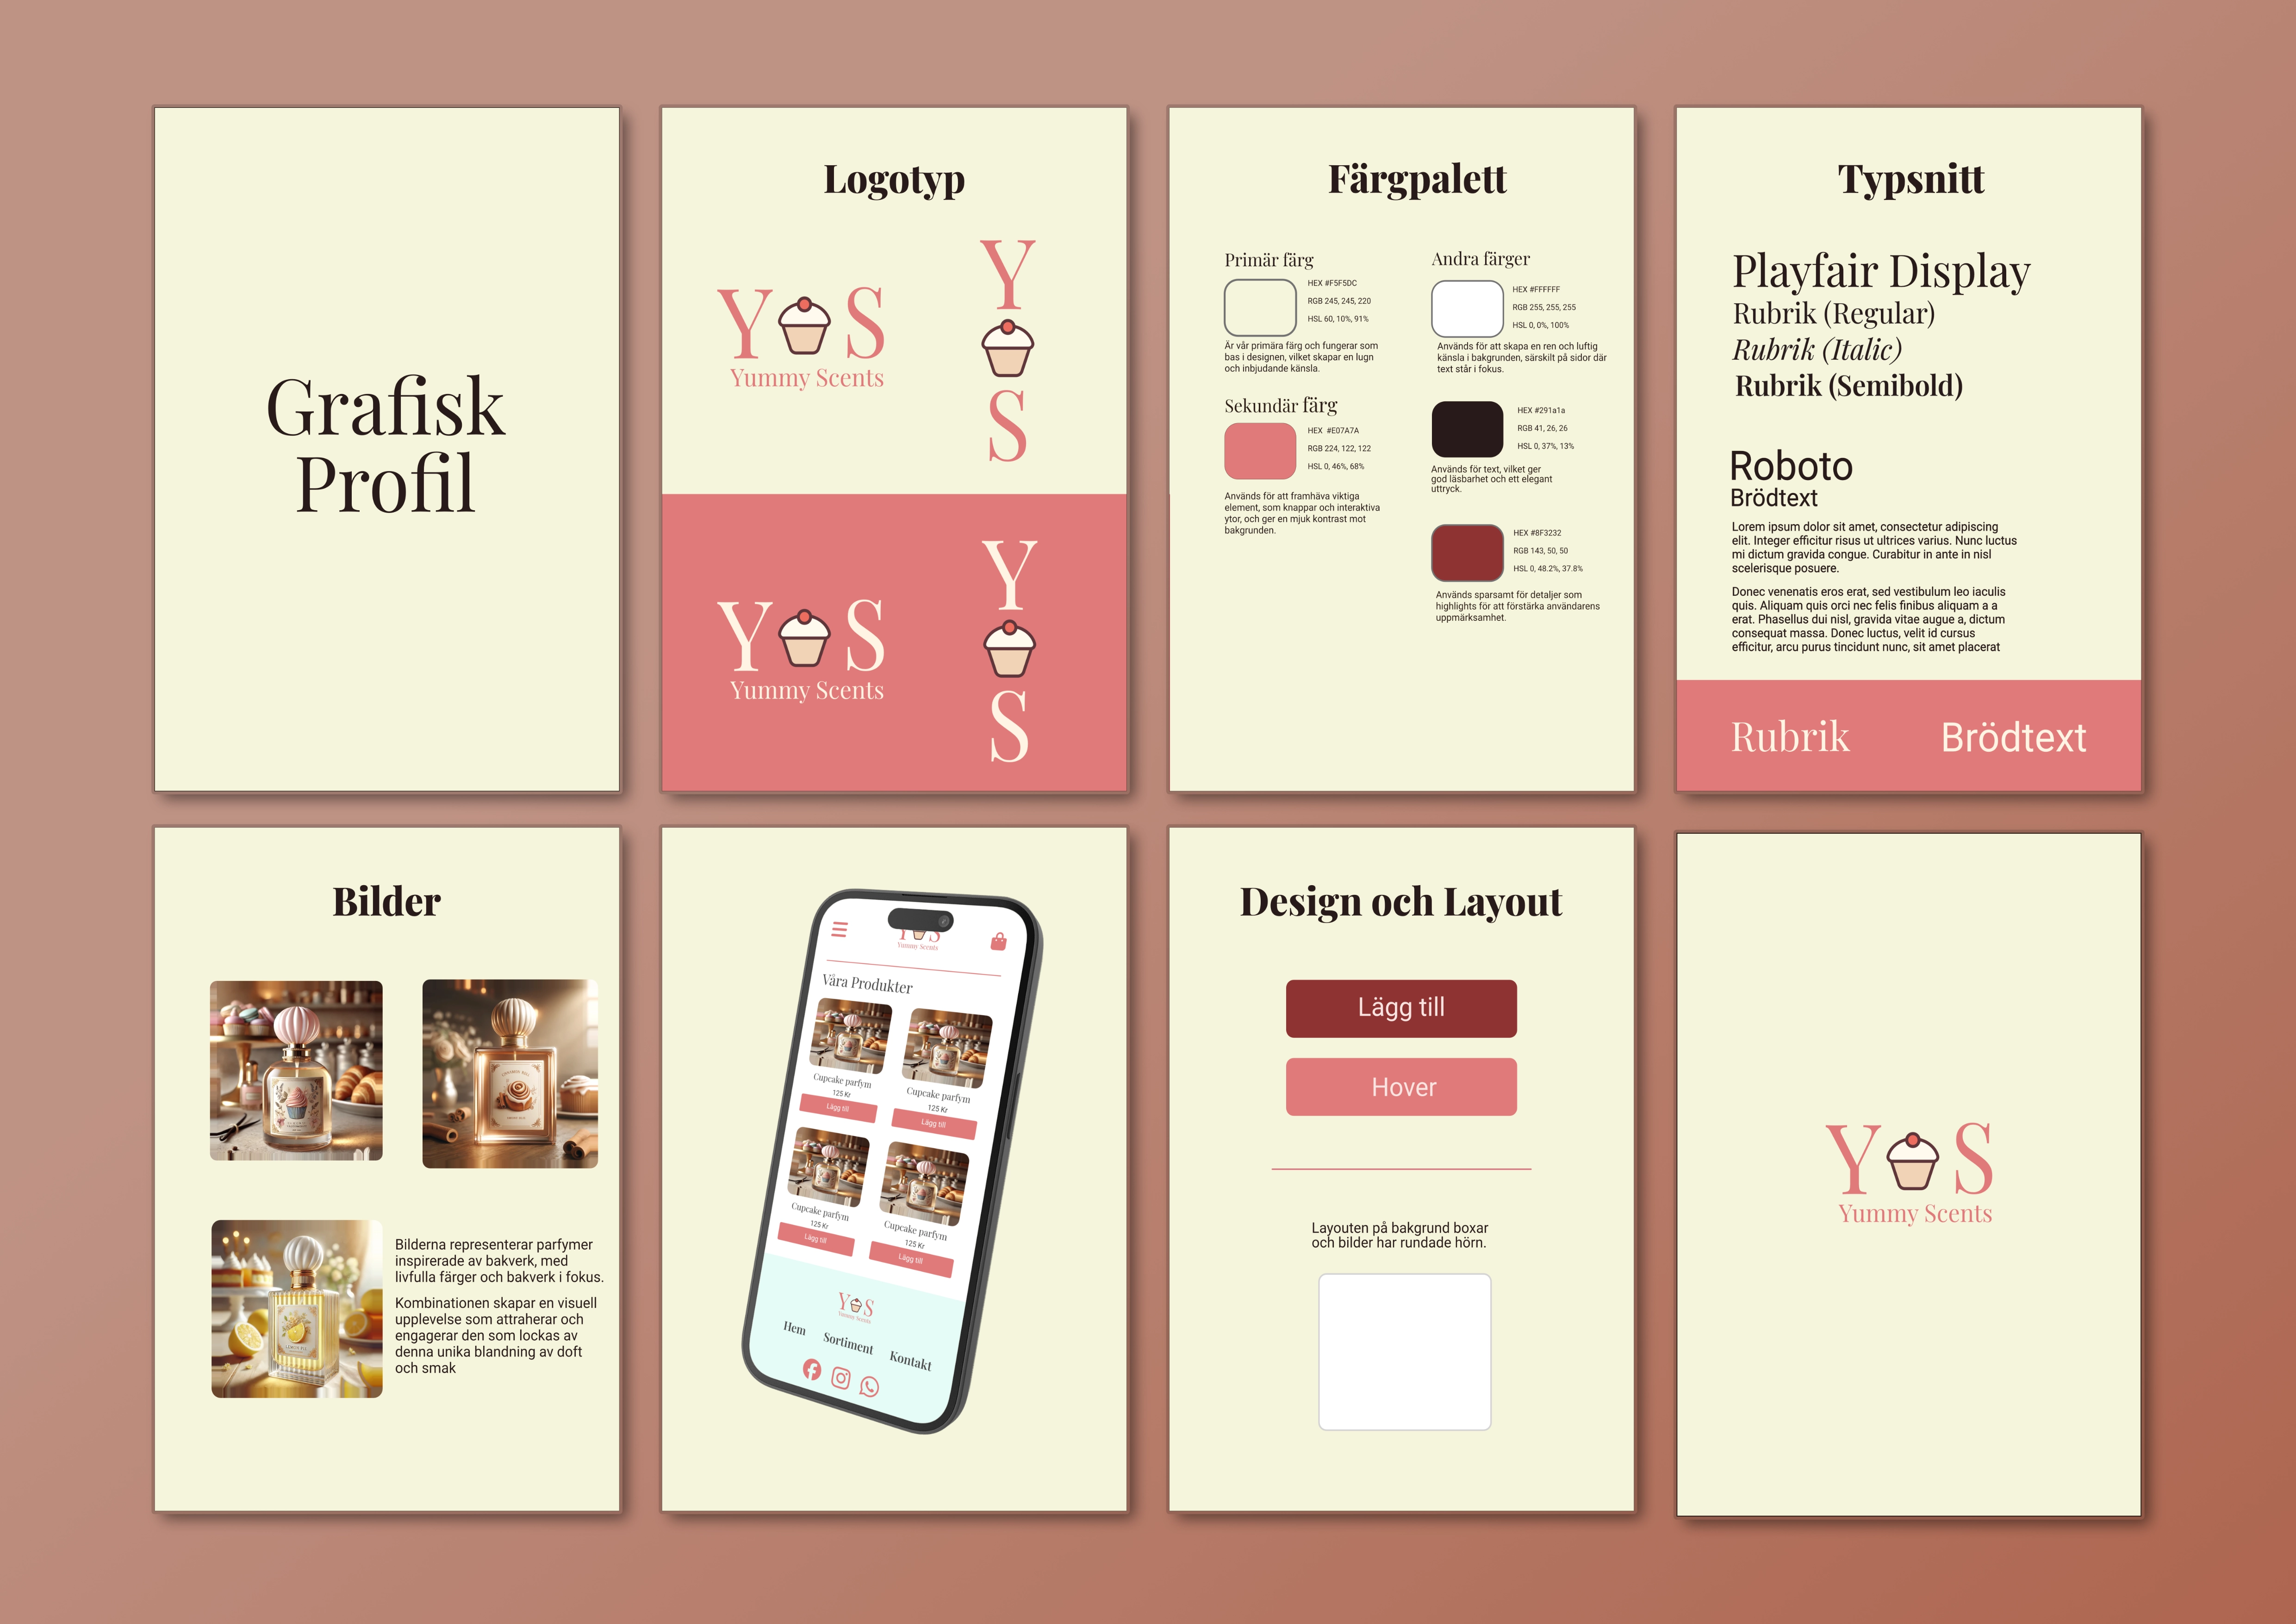 Grafisk
Profil
Logotyp
Y S
Yummy Scents
Y
S
Y S
Yummy Scents
Y
S
Färgpalett
Primär färg
HEX #F5F5DC
RGB 245, 245, 220
HSL 60, 10%, 91%
Är vår primära färg och fungerar som
bas i designen, vilket skapar en lugn
och inbjudande känsla.
Sekundär färg
HEX #E07A7A
RGB 224, 122, 122
HSL 0, 46%, 68%
Används för att framhäva viktiga
element, som knappar och interaktiva
ytor, och ger en mjuk kontrast mot
bakgrunden.
Andra färger
HEX #FFFFFF
RGB 255, 255, 255
HSL 0, 0%, 100%
Används för att skapa en ren och luftig
känsla i bakgrunden, särskilt på sidor där
text står i fokus.
HEX #291a1a
RGB 41, 26, 26
HSL 0, 37%, 13%
Används för text, vilket ger
god läsbarhet och ett elegant
uttryck.
HEX #8F3232
RGB 143, 50, 50
HSL 0, 48.2%, 37.8%
Används sparsamt för detaljer som
highlights för att förstärka användarens
uppmärksamhet.
Typsnitt
Playfair Display
Rubrik (Regular)
Rubrik (Italic)
Rubrik (Semibold)
Roboto
Brödtext
Lorem ipsum dolor sit amet, consectetur adipiscing
elit. Integer efficitur risus ut ultrices varius. Nunc luctus
mi dictum gravida congue. Curabitur in ante in nisl
scelerisque posuere.
Donec venenatis eros erat, sed vestibulum leo iaculis
quis. Aliquam quis orci nec felis finibus aliquam a a
erat. Phasellus dui nisl, gravida vitae augue a, dictum
consequat massa. Donec luctus, velit id cursus
efficitur, arcu purus tincidunt nunc, sit amet placerat
Rubrik
Brödtext
Bilder
Bilderna representerar parfymer
inspirerade av bakverk, med
livfulla färger och bakverk i fokus.
Kombinationen skapar en visuell
upplevelse som attraherar och
engagerar den som lockas av
denna unika blandning av doft
och smak
Y S
Yummy Scents
Våra Produkter
Cupcake parfym
125 Kr
Lägg till
Cupcake parfym
125 Kr
Lägg till
Cupcake parfym
125 Kr
Lägg till
Cupcake parfym
125 Kr
Lägg till
Y S
Yummy Scents
Hem
Sortiment
Kontakt
Design och Layout
Lägg till
Hover
Layouten på bakgrund boxar
och bilder har rundade hörn.
Y S
Yummy Scents